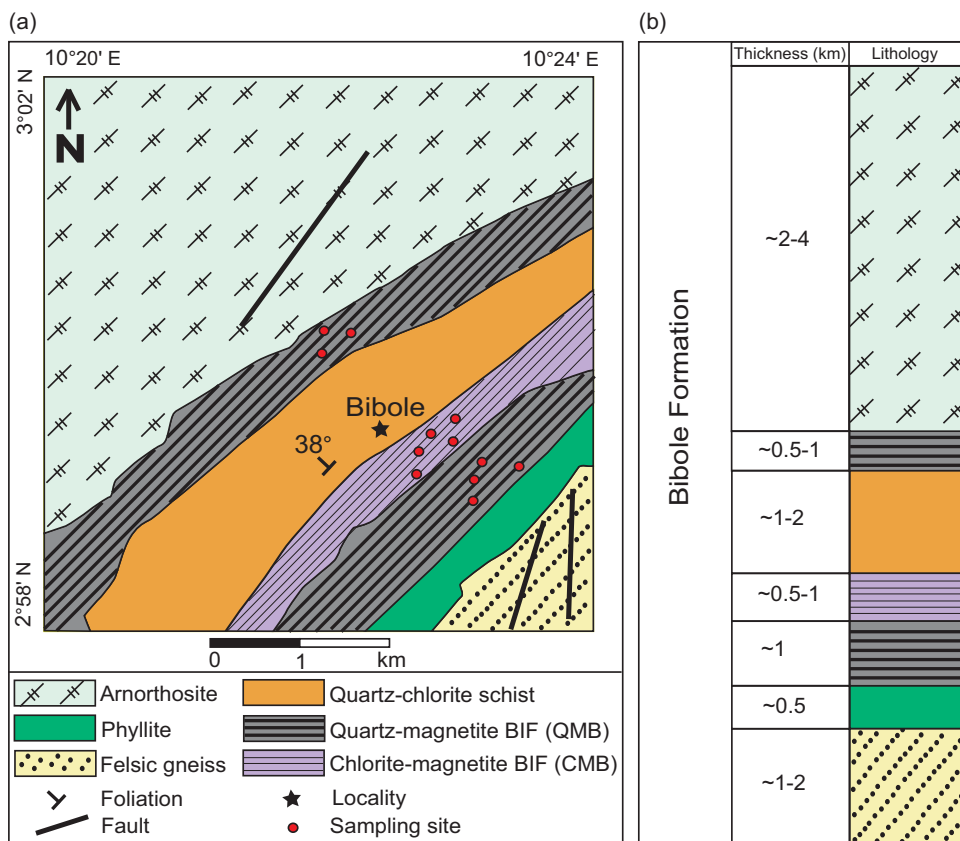 (a)
10°20' E
10°24' E
3°02' N
N
Bibole
38°
2°58' N
0 1 km
Arnorthosite
Quartz-chlorite schist
Phyllite
Quartz-magnetite BIF (QMB)
Felsic gneiss
Chlorite-magnetite BIF (CMB)
Foliation
Locality
Fault
Sampling site
(b)
Thickness (km) Lithology
Bibole Formation
~2-4
~0.5-1
~1-2
~0.5-1
~1
~0.5
~1-2